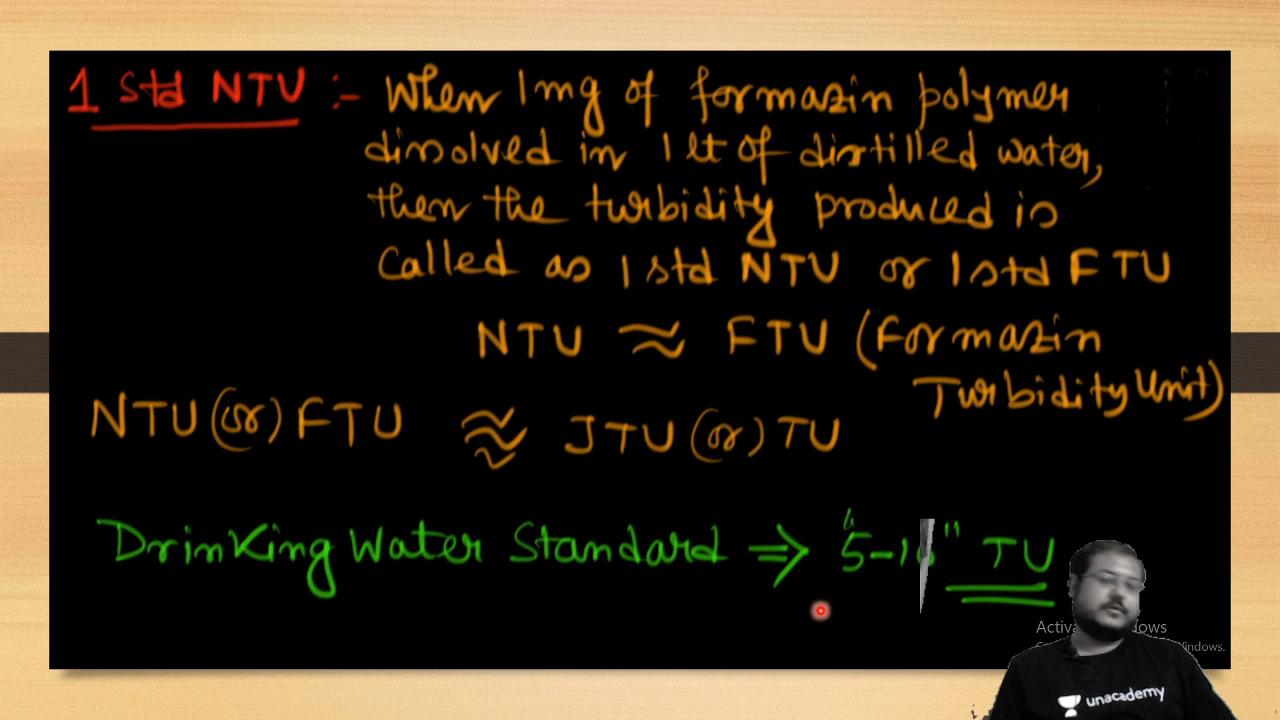 1 std NTU :- When 1mg of formazin polymer
dissolved in 1 lt of distilled water,
then the turbidity produced is
Called as 1 std NTU or 1 std FTU
NTU ≈ FTU (Formazin
Turbidity Unit)
NTU (or) FTU ≈ JTU (or) TU
Drinking Water Standard ⇒ "5-10" TU
unacademy